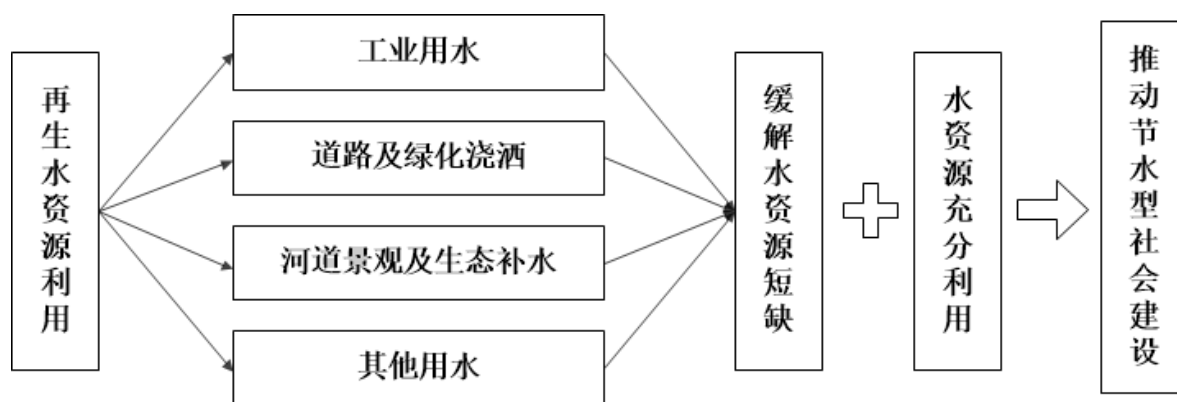 再生水资源利用
工业用水
道路及绿化浇洒
河道景观及生态补水
其他用水
缓解水资源短缺
水资源充分利用
推动节水型社会建设